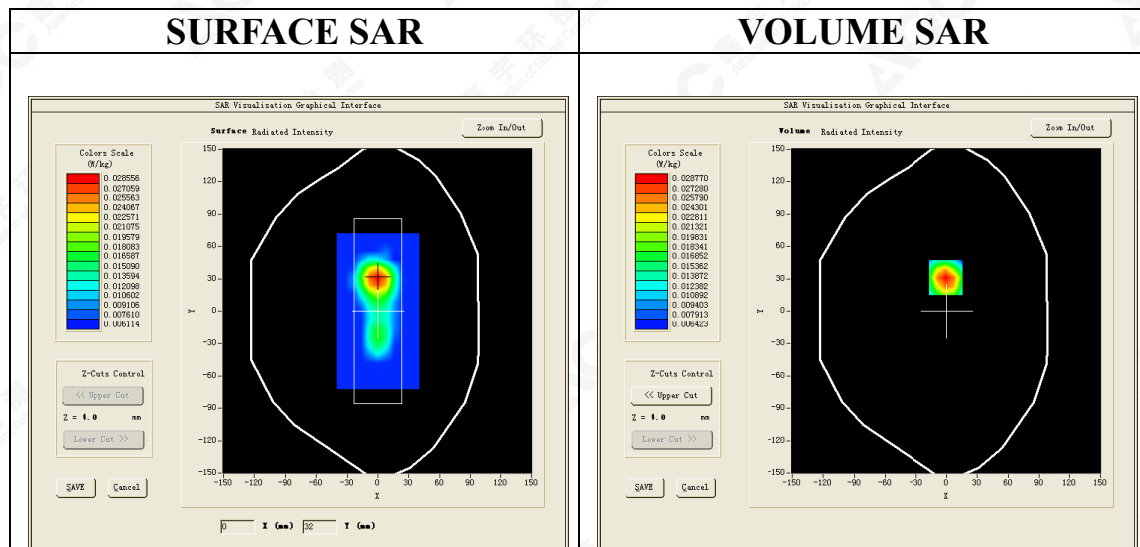 SURFACE SAR
VOLUME SAR
SAR Visualisation Graphical Interface
Surface Radiated Intensity
Zoom In/Out
Colors Scale
(W/kg)
0.028556
0.027059
0.025563
0.024067
0.022571
0.021075
0.019579
0.018083
0.016587
0.015090
0.013594
0.012098
0.010602
0.009106
0.007610
0.006114
Z-Cuts Control
<< Upper Cut
Z = 4.0 mm
Lower Cut >>
SAVE
Cancel
150
120
90
60
30
0
-30
-60
-90
-120
-150
Y
-150 -120 -90 -60 -30 0 30 60 90 120 150
X
0 X (mm) 32 Y (mm)
SAR Visualisation Graphical Interface
Volume Radiated Intensity
Zoom In/Out
Colors Scale
(W/kg)
0.028770
0.027280
0.025790
0.024301
0.022811
0.021321
0.019831
0.018341
0.016852
0.015362
0.013872
0.012382
0.010892
0.009403
0.007913
0.006423
Z-Cuts Control
<< Upper Cut
Z = 4.0 mm
Lower Cut >>
SAVE
Cancel
150
120
90
60
30
0
-30
-60
-90
-120
-150
Y
-150 -120 -90 -60 -30 0 30 60 90 120 150
X